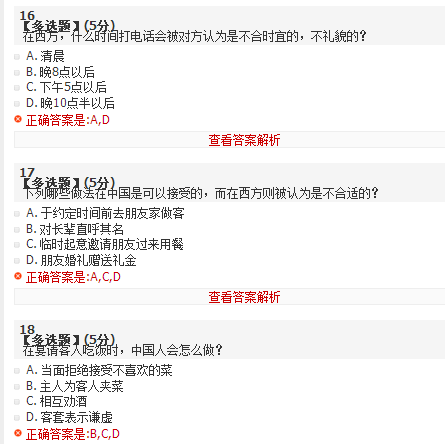 16
【多选题】(5分)
在西方，什么时间打电话会被对方认为是不合时宜的，不礼貌的？
A. 清晨
B. 晚8点以后
C. 下午5点以后
D. 晚10点半以后
正确答案是:A,D
查看答案解析
17
【多选题】(5分)
下列哪些做法在中国是可以接受的，而在西方则被认为是不合适的？
A. 于约定时间前去朋友家做客
B. 对长辈直呼其名
C. 临时起意邀请朋友过来用餐
D. 朋友婚礼赠送礼金
正确答案是:A,C,D
查看答案解析
18
【多选题】(5分)
在宴请客人吃饭时，中国人会怎么做？
A. 当面拒绝接受不喜欢的菜
B. 主人为客人夹菜
C. 相互劝酒
D. 客套表示谦虚
正确答案是:B,C,D